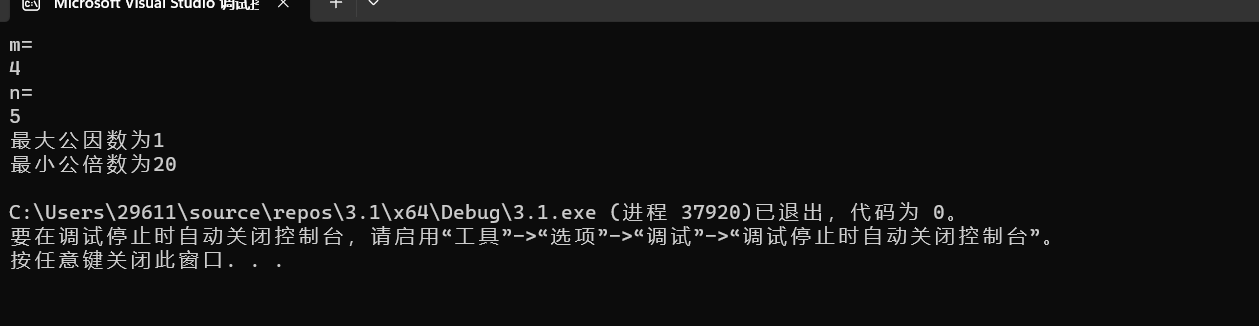 Microsoft Visual Studio 调试
m=
4
n=
5
最大公因数为1
最小公倍数为20
C:\Users\29611\source\repos\3.1\x64\Debug\3.1.exe (进程 37920)已退出，代码为 0。
要在调试停止时自动关闭控制台，请启用“工具”->“选项”->“调试”->“调试停止时自动关闭控制台”。
按任意键关闭此窗口. . .